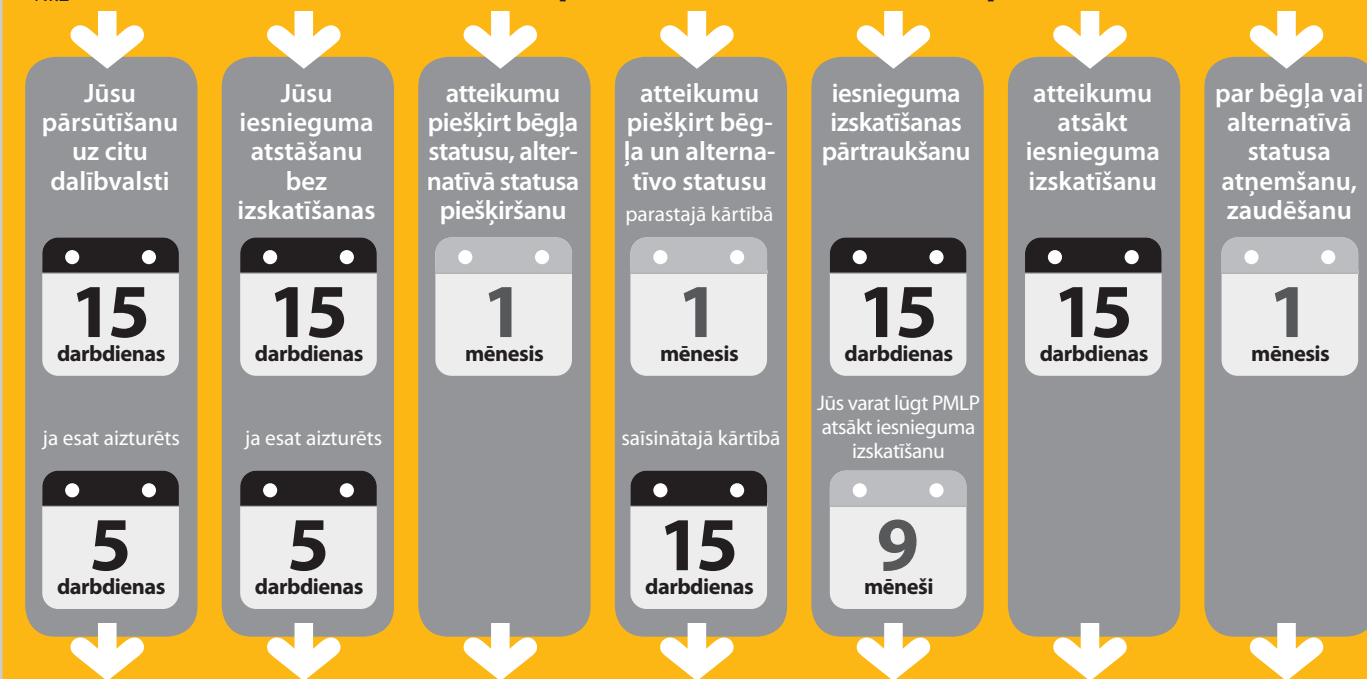 Jūsu
pārsūtīšanu
uz citu
dalībvalsti
15
darbdienas
ja esat aizturēts
5
darbdienas
Jūsu
iesnieguma
atstāšanu
bez
izskatīšanas
15
darbdienas
ja esat aizturēts
5
darbdienas
atteikumu
piešķirt bēgļa
statusu, alter-
natīvā statusa
piešķiršanu
1
mēnesis
atteikumu
piešķirt bēg-
ļa un alterna-
tīvo statusu
parastajā kārtībā
1
mēnesis
saīsinātajā kārtībā
15
darbdienas
iesnieguma
izskatīšanas
pārtraukšanu
15
darbdienas
Jūs varat lūgt PMLP
atsākt iesnieguma
izskatīšanu
9
mēneši
atteikumu
atsākt
iesnieguma
izskatīšanu
15
darbdienas
par bēgļa vai
alternatīvā
statusa
atņemšanu,
zaudēšanu
1
mēnesis